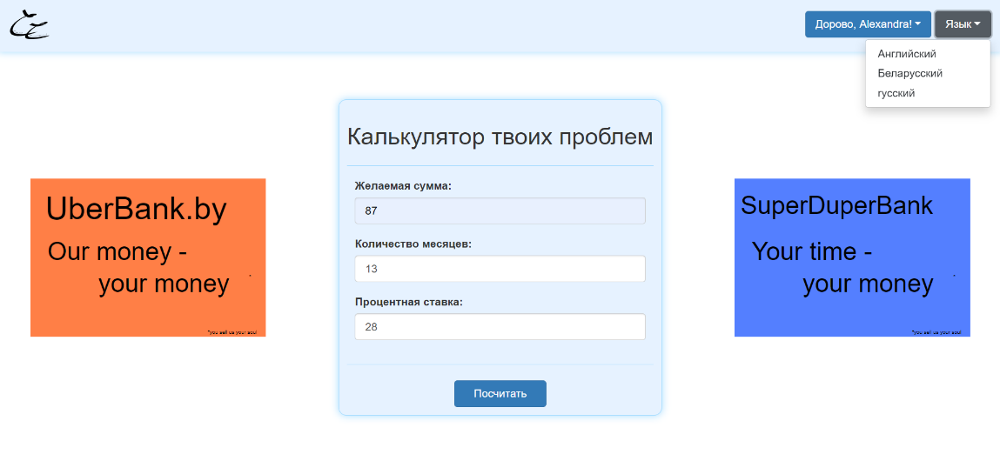 Дорово, Alexandra!
Язык
Английский
Беларусский
гусский
Калькулятор твоих проблем
Желаемая сумма:
87
Количество месяцев:
13
Процентная ставка:
28
Посчитать
UberBank.by
Our money -
your money
*you sell us your soul
SuperDuperBank
Your time -
your money
*you sell us your soul